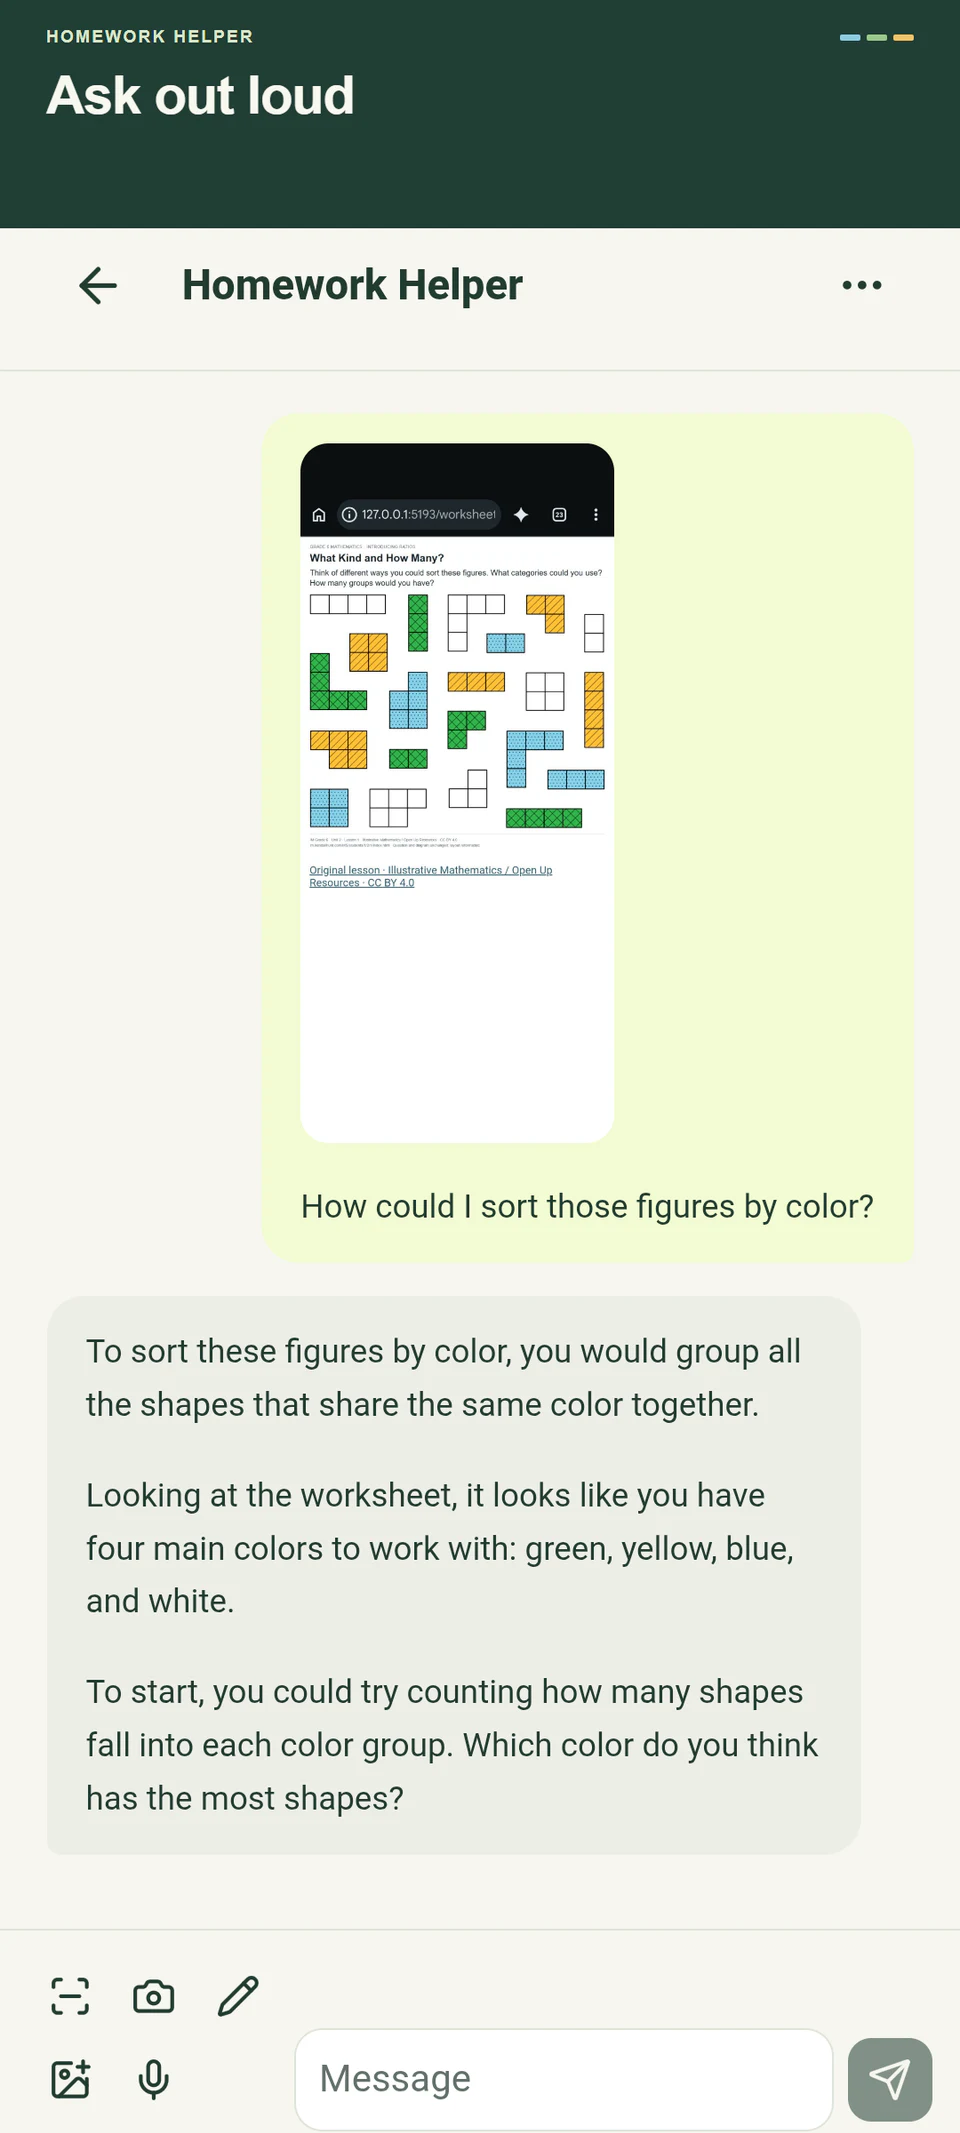 HOMEWORK HELPER
Ask out loud
Homework Helper
127.0.0.1:5193/worksheet
23
GRADE 6 MATHEMATICS · INTRODUCING RATIOS
What Kind and How Many?
Think of different ways you could sort these figures. What categories could you use?
How many groups would you have?
Original lesson · Illustrative Mathematics / Open Up
Resources · CC BY 4.0
How could I sort those figures by color?
To sort these figures by color, you would group all
the shapes that share the same color together.
Looking at the worksheet, it looks like you have
four main colors to work with: green, yellow, blue,
and white.
To start, you could try counting how many shapes
fall into each color group. Which color do you think
has the most shapes?
Message